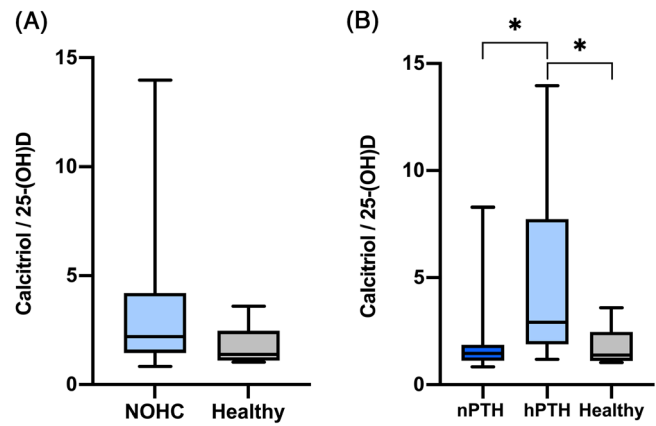 (A)
Calcitriol / 25-(OH)D
15
10
5
0
NOHC Healthy
(B)
* *
Calcitriol / 25-(OH)D
15
10
5
0
nPTH hPTH Healthy